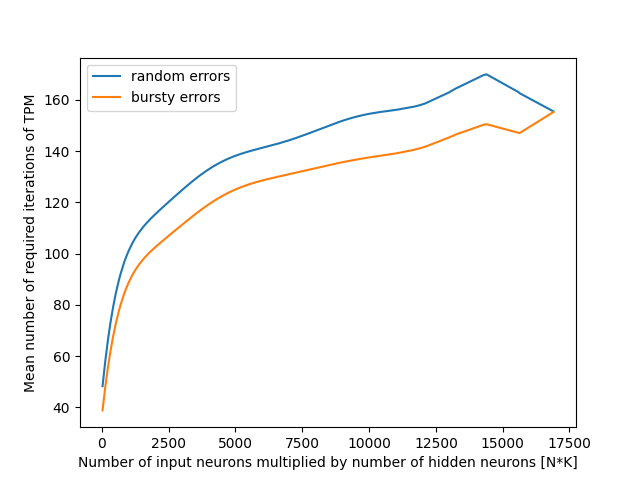 random errors
bursty errors
160
140
120
100
80
60
40
Mean number of required iterations of TPM
0 2500 5000 7500 10000 12500 15000 17500
Number of input neurons multiplied by number of hidden neurons [N*K]